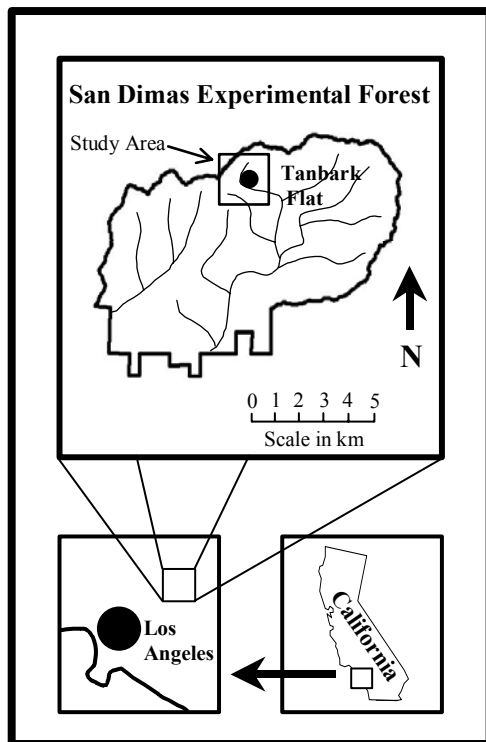 San Dimas Experimental Forest
Study Area
Tanbark
Flat
N
0 1 2 3 4 5
Scale in km
Los
Angeles
California